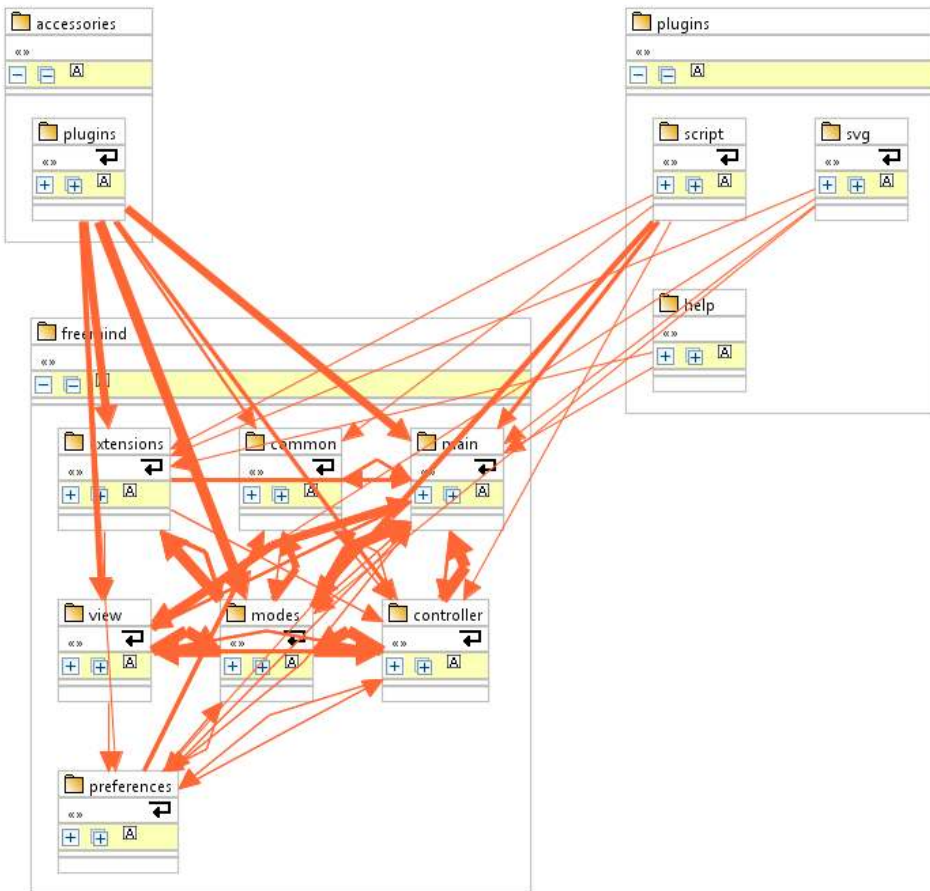 accessories
«»
A
plugins
«»
A
plugins
«»
A
script
«»
A
svg
«»
A
help
«»
A
freemind
«»
A
extensions
«»
A
common
«»
A
main
«»
A
view
«»
A
modes
«»
A
controller
«»
A
preferences
«»
A